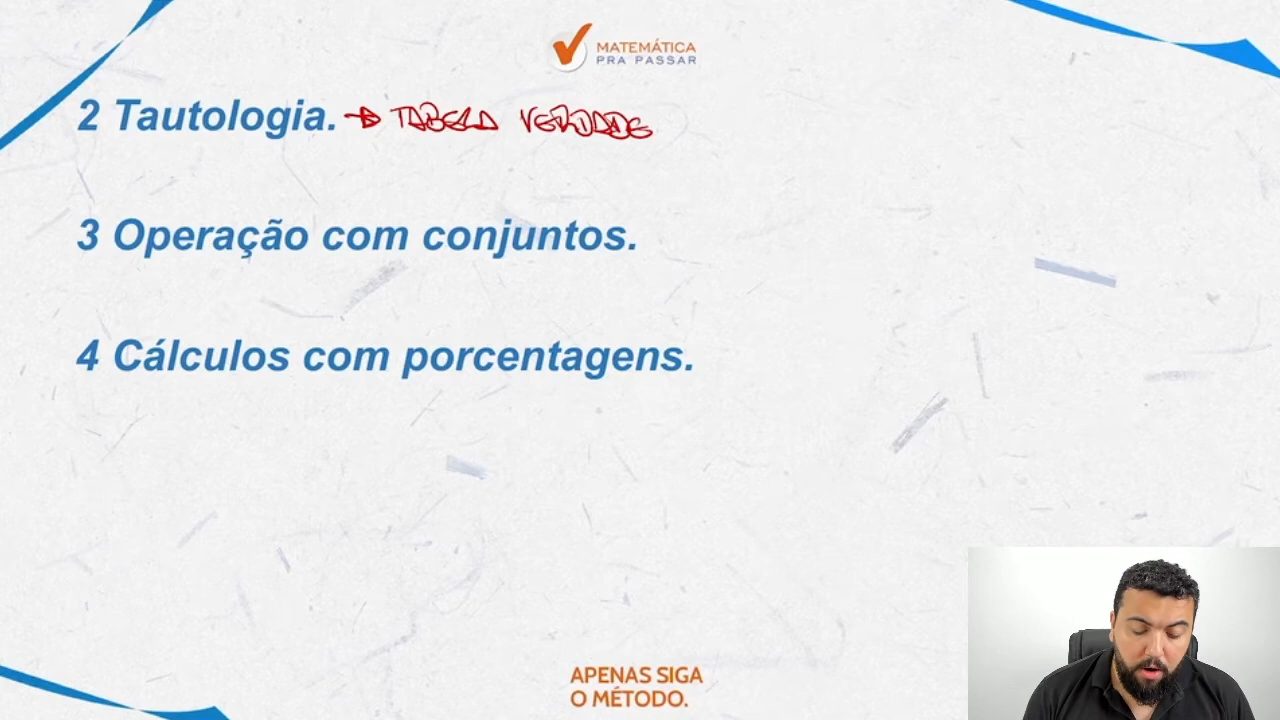 MATEMÁTICA
PRA PASSAR
2 Tautologia. → TABELA VERDADE
3 Operação com conjuntos.
4 Cálculos com porcentagens.
APENAS SIGA
O MÉTODO.